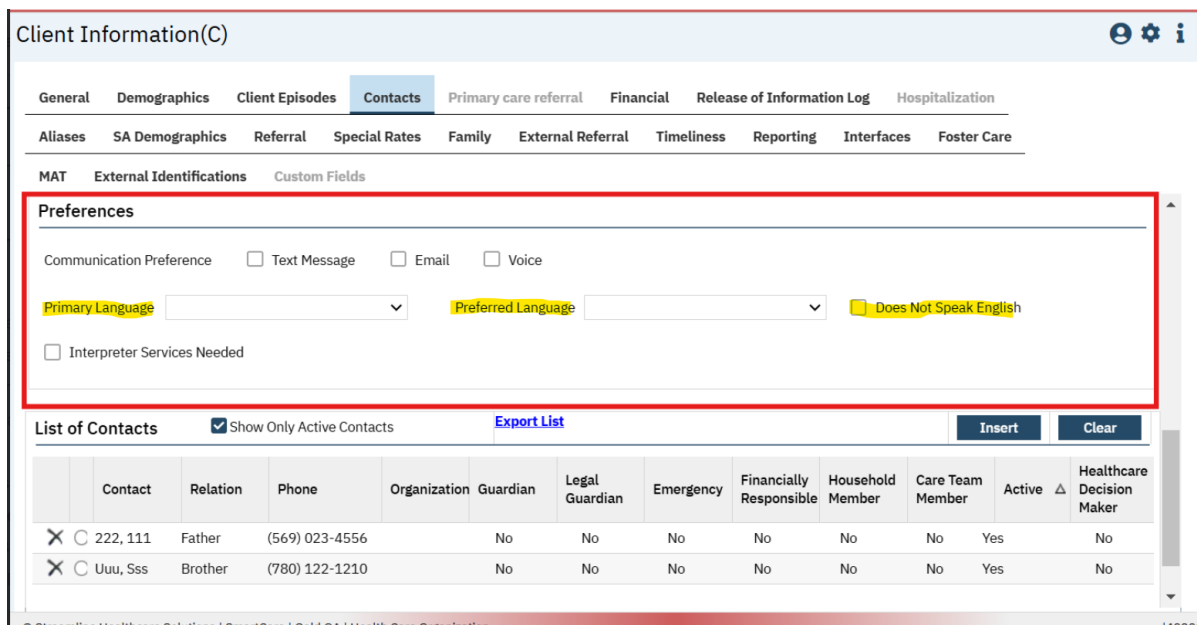 Client Information(C)
General Demographics Client Episodes Contacts Primary care referral Financial Release of Information Log Hospitalization
Aliases SA Demographics Referral Special Rates Family External Referral Timeliness Reporting Interfaces Foster Care
MAT External Identifications Custom Fields
Preferences
Communication Preference Text Message Email Voice
Primary Language Preferred Language Does Not Speak English
Interpreter Services Needed
List of Contacts Show Only Active Contacts Export List Insert Clear
Contact Relation Phone Organization Guardian Legal Guardian Emergency Financially Responsible Household Member Care Team Member Active Healthcare Decision Maker
222, 111 Father (569) 023-4556 No No No No No No Yes No
Uuu, Sss Brother (780) 122-1210 No No No No No No Yes No